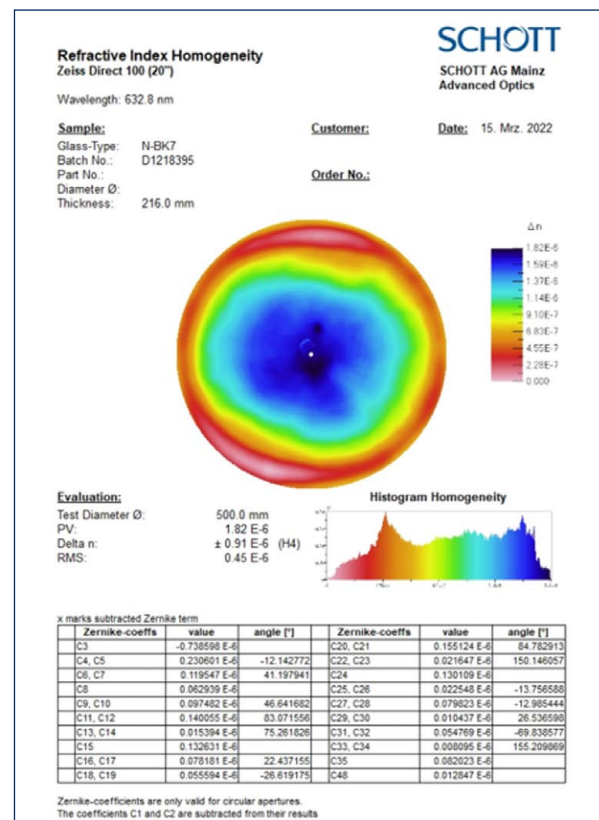 SCHOTT
Refractive Index Homogeneity
Zeiss Direct 100 (20")
SCHOTT AG Mainz
Advanced Optics
Wavelength: 632.8 nm
Sample: Customer: Date: 15. Mrz. 2022
Glass-Type: N-BK7
Batch No.: D1218395
Part No.: Order No.:
Diameter Ø:
Thickness: 216.0 mm
Δn
1.82E-6
1.59E-6
1.37E-6
1.14E-6
9.10E-7
6.83E-7
4.55E-7
2.28E-7
0.000
Evaluation: Histogram Homogeneity
Test Diameter Ø: 500.0 mm
PV: 1.82 E-6
Delta n: ± 0.91 E-6 (H4)
RMS: 0.45 E-6
x marks subtracted Zernike term
Zernike-coeffs value angle [°] Zernike-coeffs value angle [°]
C3 -0.738598 E-6 C20, C21 0.155124 E-6 84.782913
C4, C5 0.230601 E-6 -12.142772 C22, C23 0.021647 E-6 150.146057
C6, C7 0.119547 E-6 41.197941 C24 0.130109 E-6
C8 0.062939 E-6 C25, C26 0.022548 E-6 -13.756588
C9, C10 0.097482 E-6 46.641682 C27, C28 0.079823 E-6 -12.985444
C11, C12 0.140055 E-6 83.071556 C29, C30 0.010437 E-6 26.536598
C13, C14 0.015394 E-6 75.261826 C31, C32 0.054769 E-6 -69.838577
C15 0.132631 E-6 C33, C34 0.008095 E-6 155.209869
C16, C17 0.078181 E-6 22.437155 C35 0.082023 E-6
C18, C19 0.055594 E-6 -26.619175 C48 0.012847 E-6
Zernike-coefficients are only valid for circular apertures.
The coefficients C1 and C2 are subtracted from their results